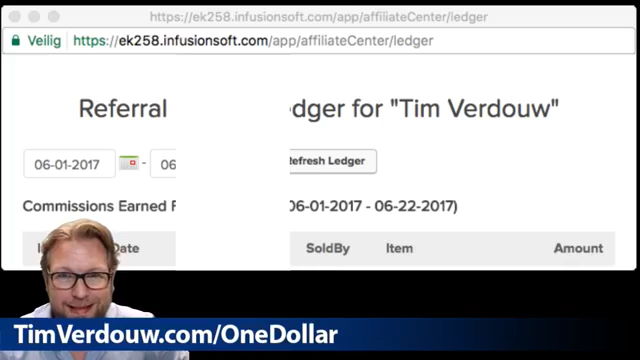 https://ek258.infusionsoft.com/app/affiliateCenter/ledger
Veilig https://ek258.infusionsoft.com/app/affiliateCenter/ledger
Referral edger for "Tim Verdouw"
06-01-2017 - 06 Refresh Ledger
Commissions Earned F 06-01-2017 - 06-22-2017)
Date SoldBy Item Amount
TimVerdouw.com/OneDollar